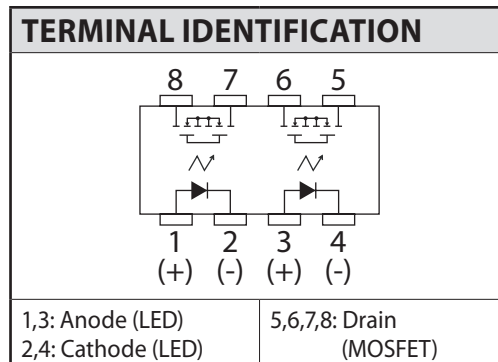 TERMINAL IDENTIFICATION
8 7 6 5
1 2 3 4
(+) (-) (+) (-)
1,3: Anode (LED)
2,4: Cathode (LED)
5,6,7,8: Drain
(MOSFET)